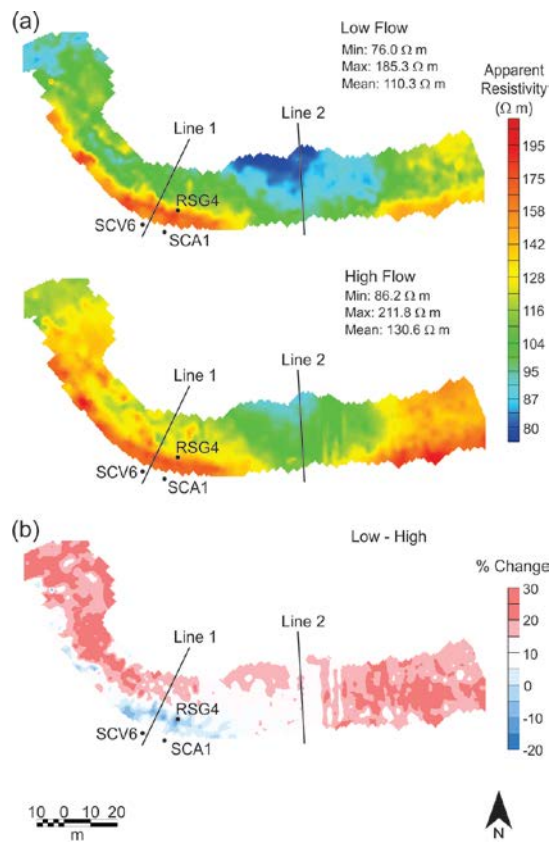 (a)
Low Flow
Min: 76.0 Ω m
Max: 185.3 Ω m
Mean: 110.3 Ω m
Apparent
Resistivity
(Ω m)
195
158
142
128
116
104
95
87
80
Line 1
Line 2
RSG4
SCV6
SCA1
High Flow
Min: 86.2 Ω m
Max: 211.8 Ω m
Mean: 130.6 Ω m
Line 1
Line 2
RSG4
SCV6
SCA1
(b)
Low - High
% Change
30
20
15
10
0
-10
-20
Line 1
Line 2
RSG4
SCV6
SCA1
10 0 10 20
m
N